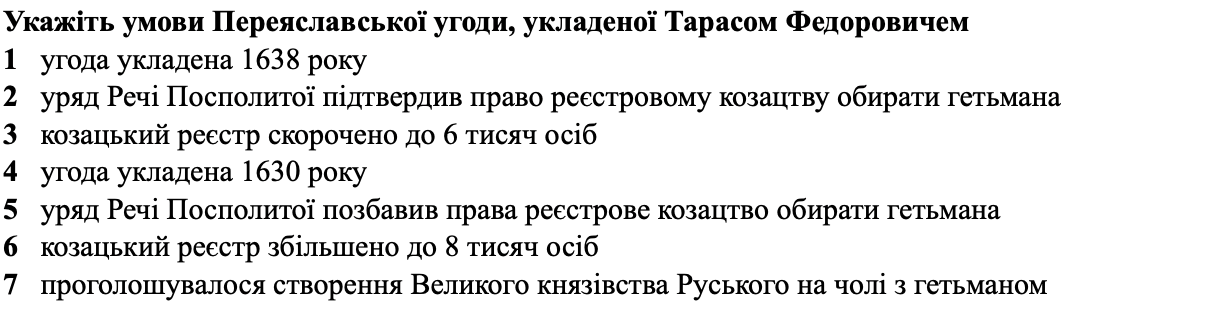 Укажіть умови Переяславської угоди, укладеної Тарасом Федоровичем
1 угода укладена 1638 року
2 уряд Речі Посполитої підтвердив право реєстровому козацтву обирати гетьмана
3 козацький реєстр скорочено до 6 тисяч осіб
4 угода укладена 1630 року
5 уряд Речі Посполитої позбавив права реєстрове козацтво обирати гетьмана
6 козацький реєстр збільшено до 8 тисяч осіб
7 проголошувалося створення Великого князівства Руського на чолі з гетьманом